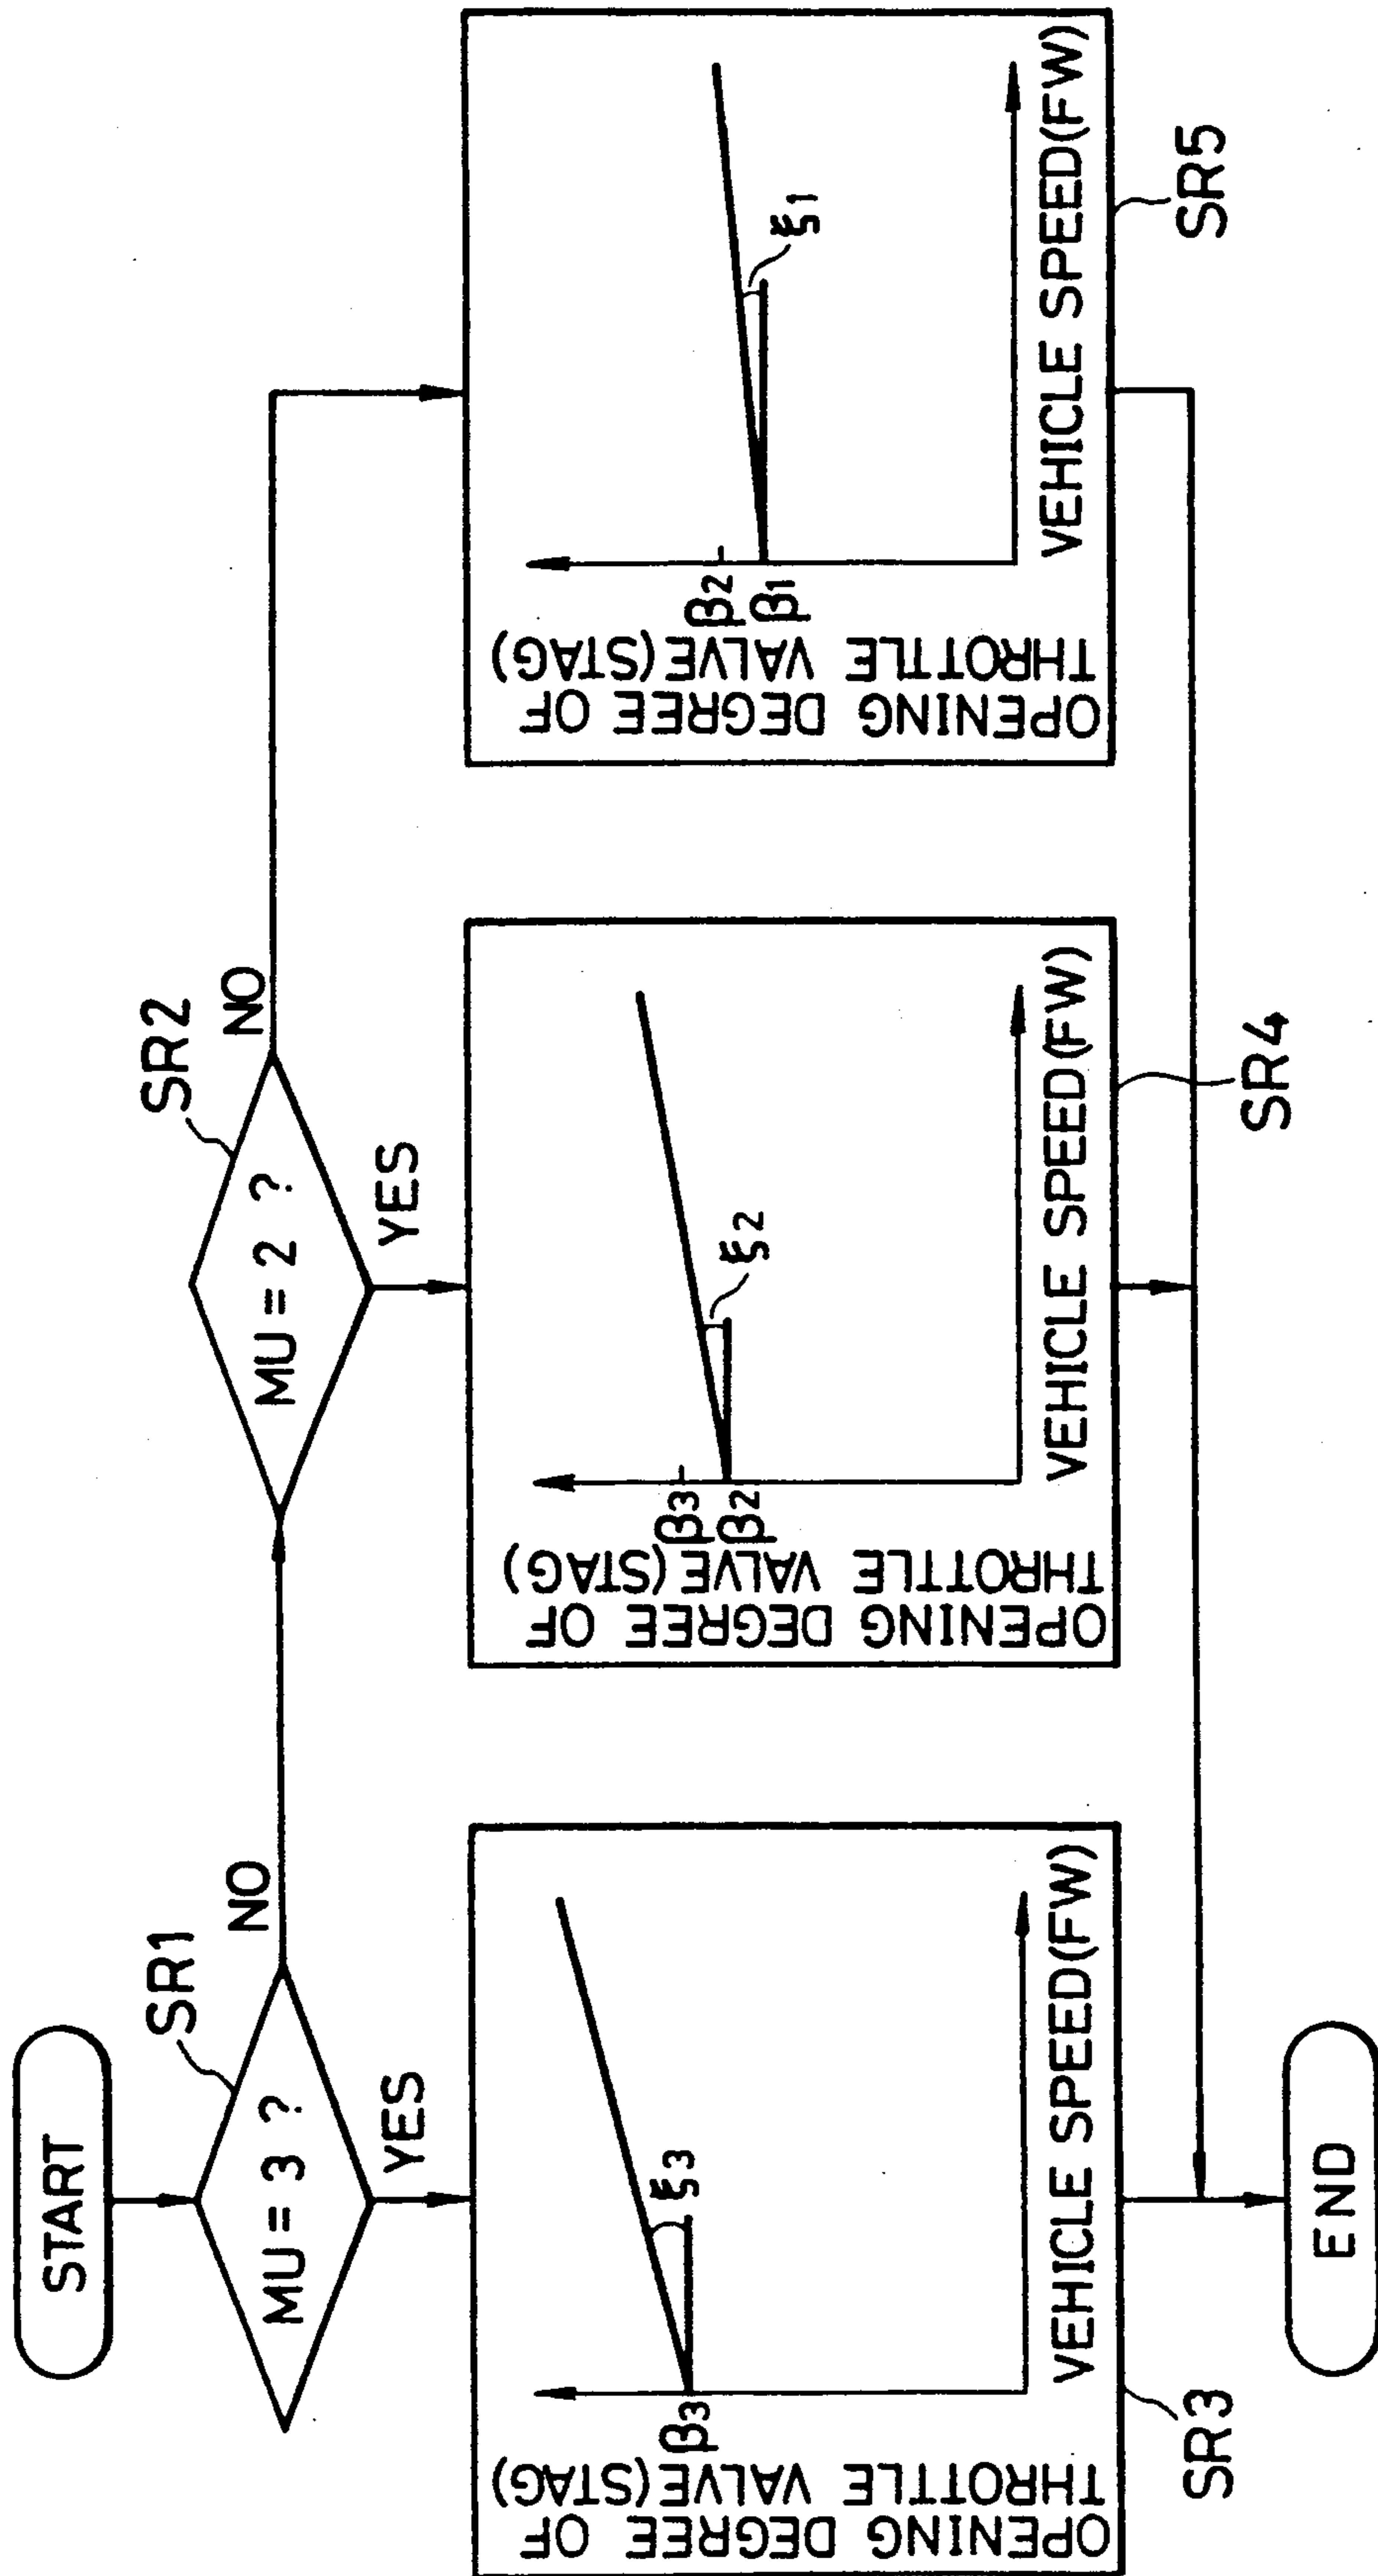 START
SR1
MU = 3 ?
NO
YES
SR2
MU = 2 ?
NO
YES
OPENING DEGREE OF
THROTTLE VALVE(STAG)
β3
ξ3
VEHICLE SPEED(FW)
SR3
OPENING DEGREE OF
THROTTLE VALVE(STAG)
β3
β2
ξ2
VEHICLE SPEED(FW)
SR4
OPENING DEGREE OF
THROTTLE VALVE(STAG)
β2
β1
ξ1
VEHICLE SPEED(FW)
SR5
END